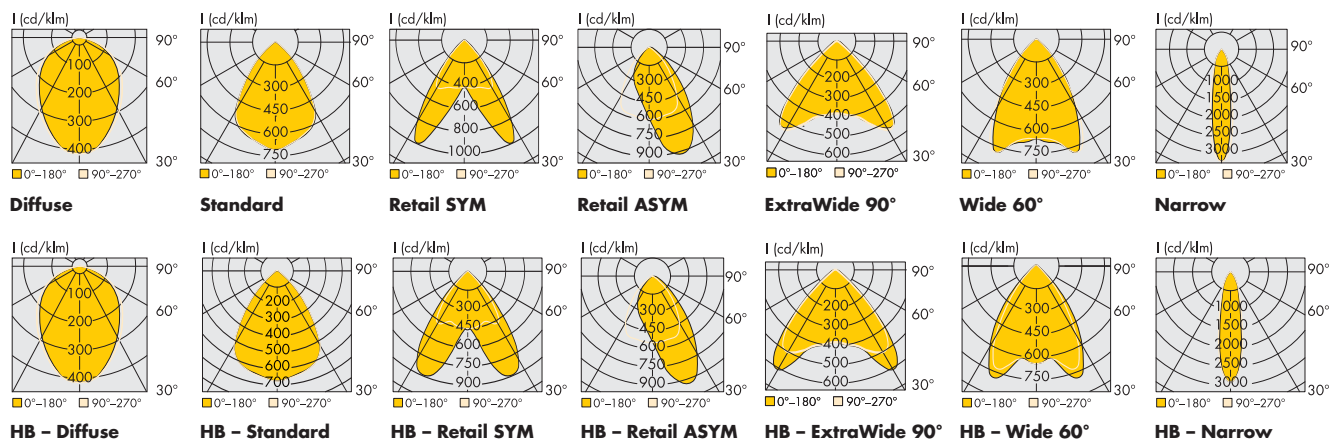 I (cd/klm) I (cd/klm) I (cd/klm) I (cd/klm) I (cd/klm) I (cd/klm) I (cd/klm)
90° 90° 90° 90° 90° 90° 90°
60° 60° 60° 60° 60° 60° 60°
30° 30° 30° 30° 30° 30° 30°
100 200 300 400
300 450 600 750
400 600 800 1000
300 450 600 750 900
200 300 400 500 600
300 450 600 750
1000 1500 2000 2500 3000
0°–180° 90°–270° 0°–180° 90°–270° 0°–180° 90°–270° 0°–180° 90°–270° 0°–180° 90°–270° 0°–180° 90°–270° 0°–180° 90°–270°
Diffuse Standard Retail SYM Retail ASYM ExtraWide 90° Wide 60° Narrow
I (cd/klm) I (cd/klm) I (cd/klm) I (cd/klm) I (cd/klm) I (cd/klm) I (cd/klm)
90° 90° 90° 90° 90° 90° 90°
60° 60° 60° 60° 60° 60° 60°
30° 30° 30° 30° 30° 30° 30°
100 200 300 400
200 300 400 500 600 700
300 450 600 750 900
300 450 600 750 900
200 300 400 500 600
300 450 600 750
1000 1500 2000 2500 3000
0°–180° 90°–270° 0°–180° 90°–270° 0°–180° 90°–270° 0°–180° 90°–270° 0°–180° 90°–270° 0°–180° 90°–270° 0°–180° 90°–270°
HB – Diffuse HB – Standard HB – Retail SYM HB – Retail ASYM HB – ExtraWide 90° HB – Wide 60° HB – Narrow